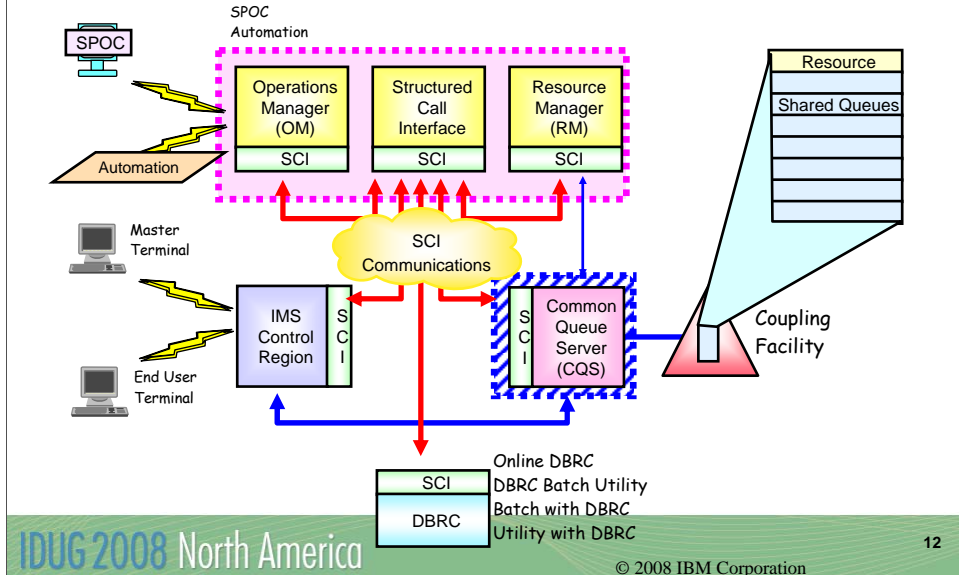 SPOC
Automation
SPOC
Automation
Operations
Manager
(OM)
SCI
Structured
Call
Interface
SCI
Resource
Manager
(RM)
SCI
Resource
Shared Queues
Master
Terminal
SCI
Communications
IMS
Control
Region
S
C
I
S
C
I
Common
Queue
Server
(CQS)
Coupling
Facility
End User
Terminal
SCI
DBRC
Online DBRC
DBRC Batch Utility
Batch with DBRC
Utility with DBRC
IDUG 2008 North America
© 2008 IBM Corporation
12